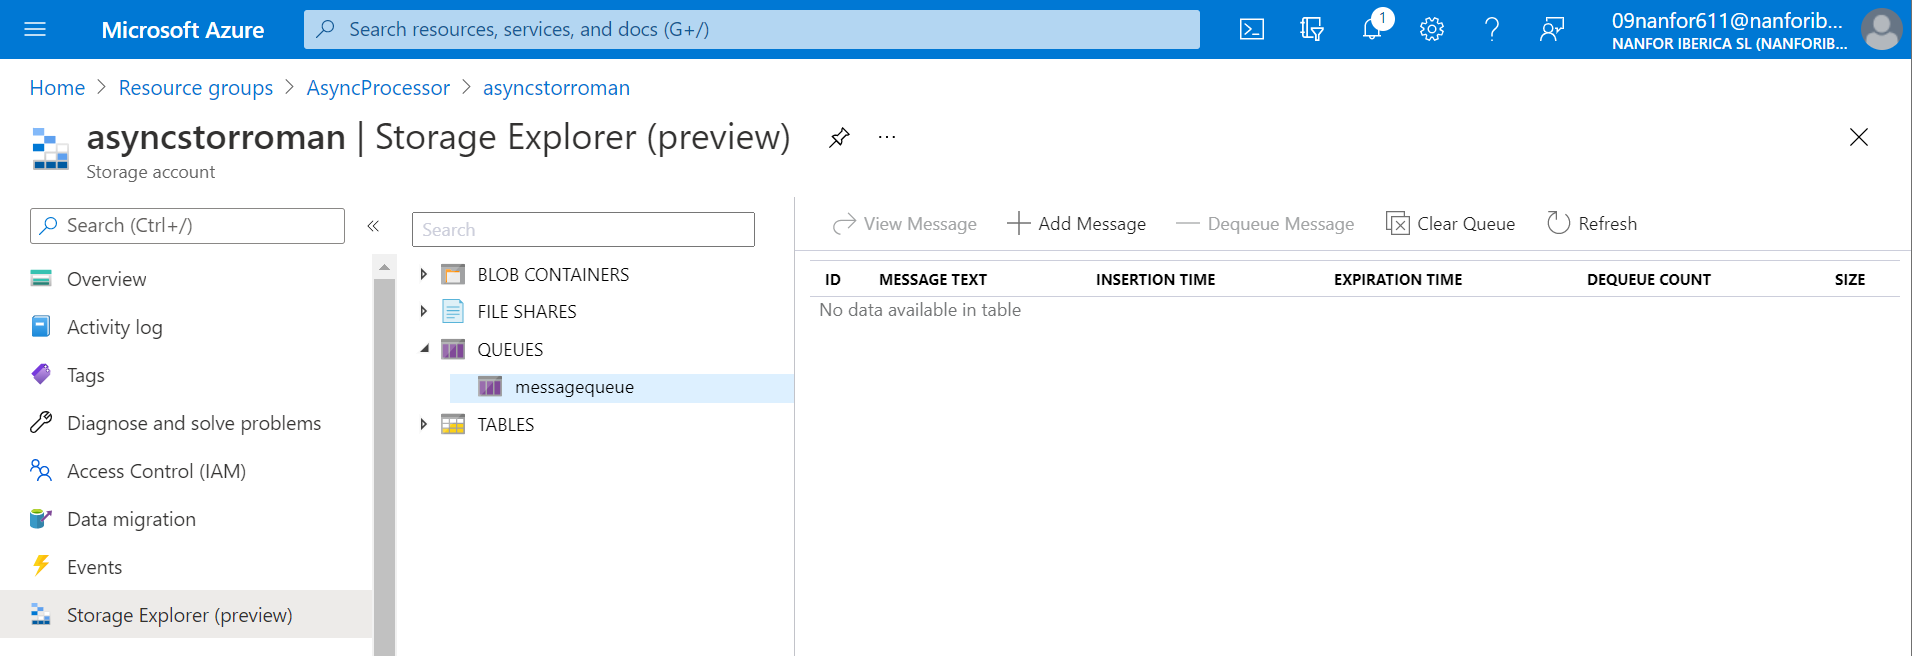 Microsoft Azure
Search resources, services, and docs (G+/)
1
09nanfor611@nanforib...
NANFOR IBERICA SL (NANFORIB...
Home > Resource groups > AsyncProcessor > asyncstorroman
asyncstorroman | Storage Explorer (preview)
Storage account
Search (Ctrl+/)
Overview
Activity log
Tags
Diagnose and solve problems
Access Control (IAM)
Data migration
Events
Storage Explorer (preview)
Search
BLOB CONTAINERS
FILE SHARES
QUEUES
messagequeue
TABLES
View Message Add Message Dequeue Message Clear Queue Refresh
ID MESSAGE TEXT INSERTION TIME EXPIRATION TIME DEQUEUE COUNT SIZE
No data available in table